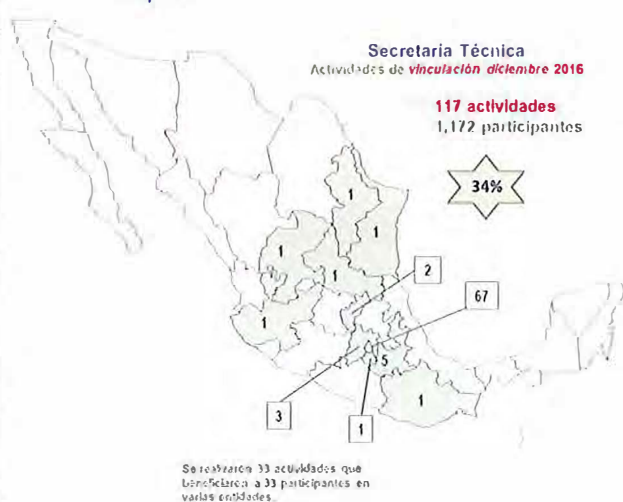 Secretaria Técnica
Actividades de vinculación diciembre 2016
117 actividades
1,172 participantes
34%
1
1
1
1
2
67
1
5
3
1
1
Se realizaron 33 actividades que
beneficiaron a 33 participantes en
varias entidades.